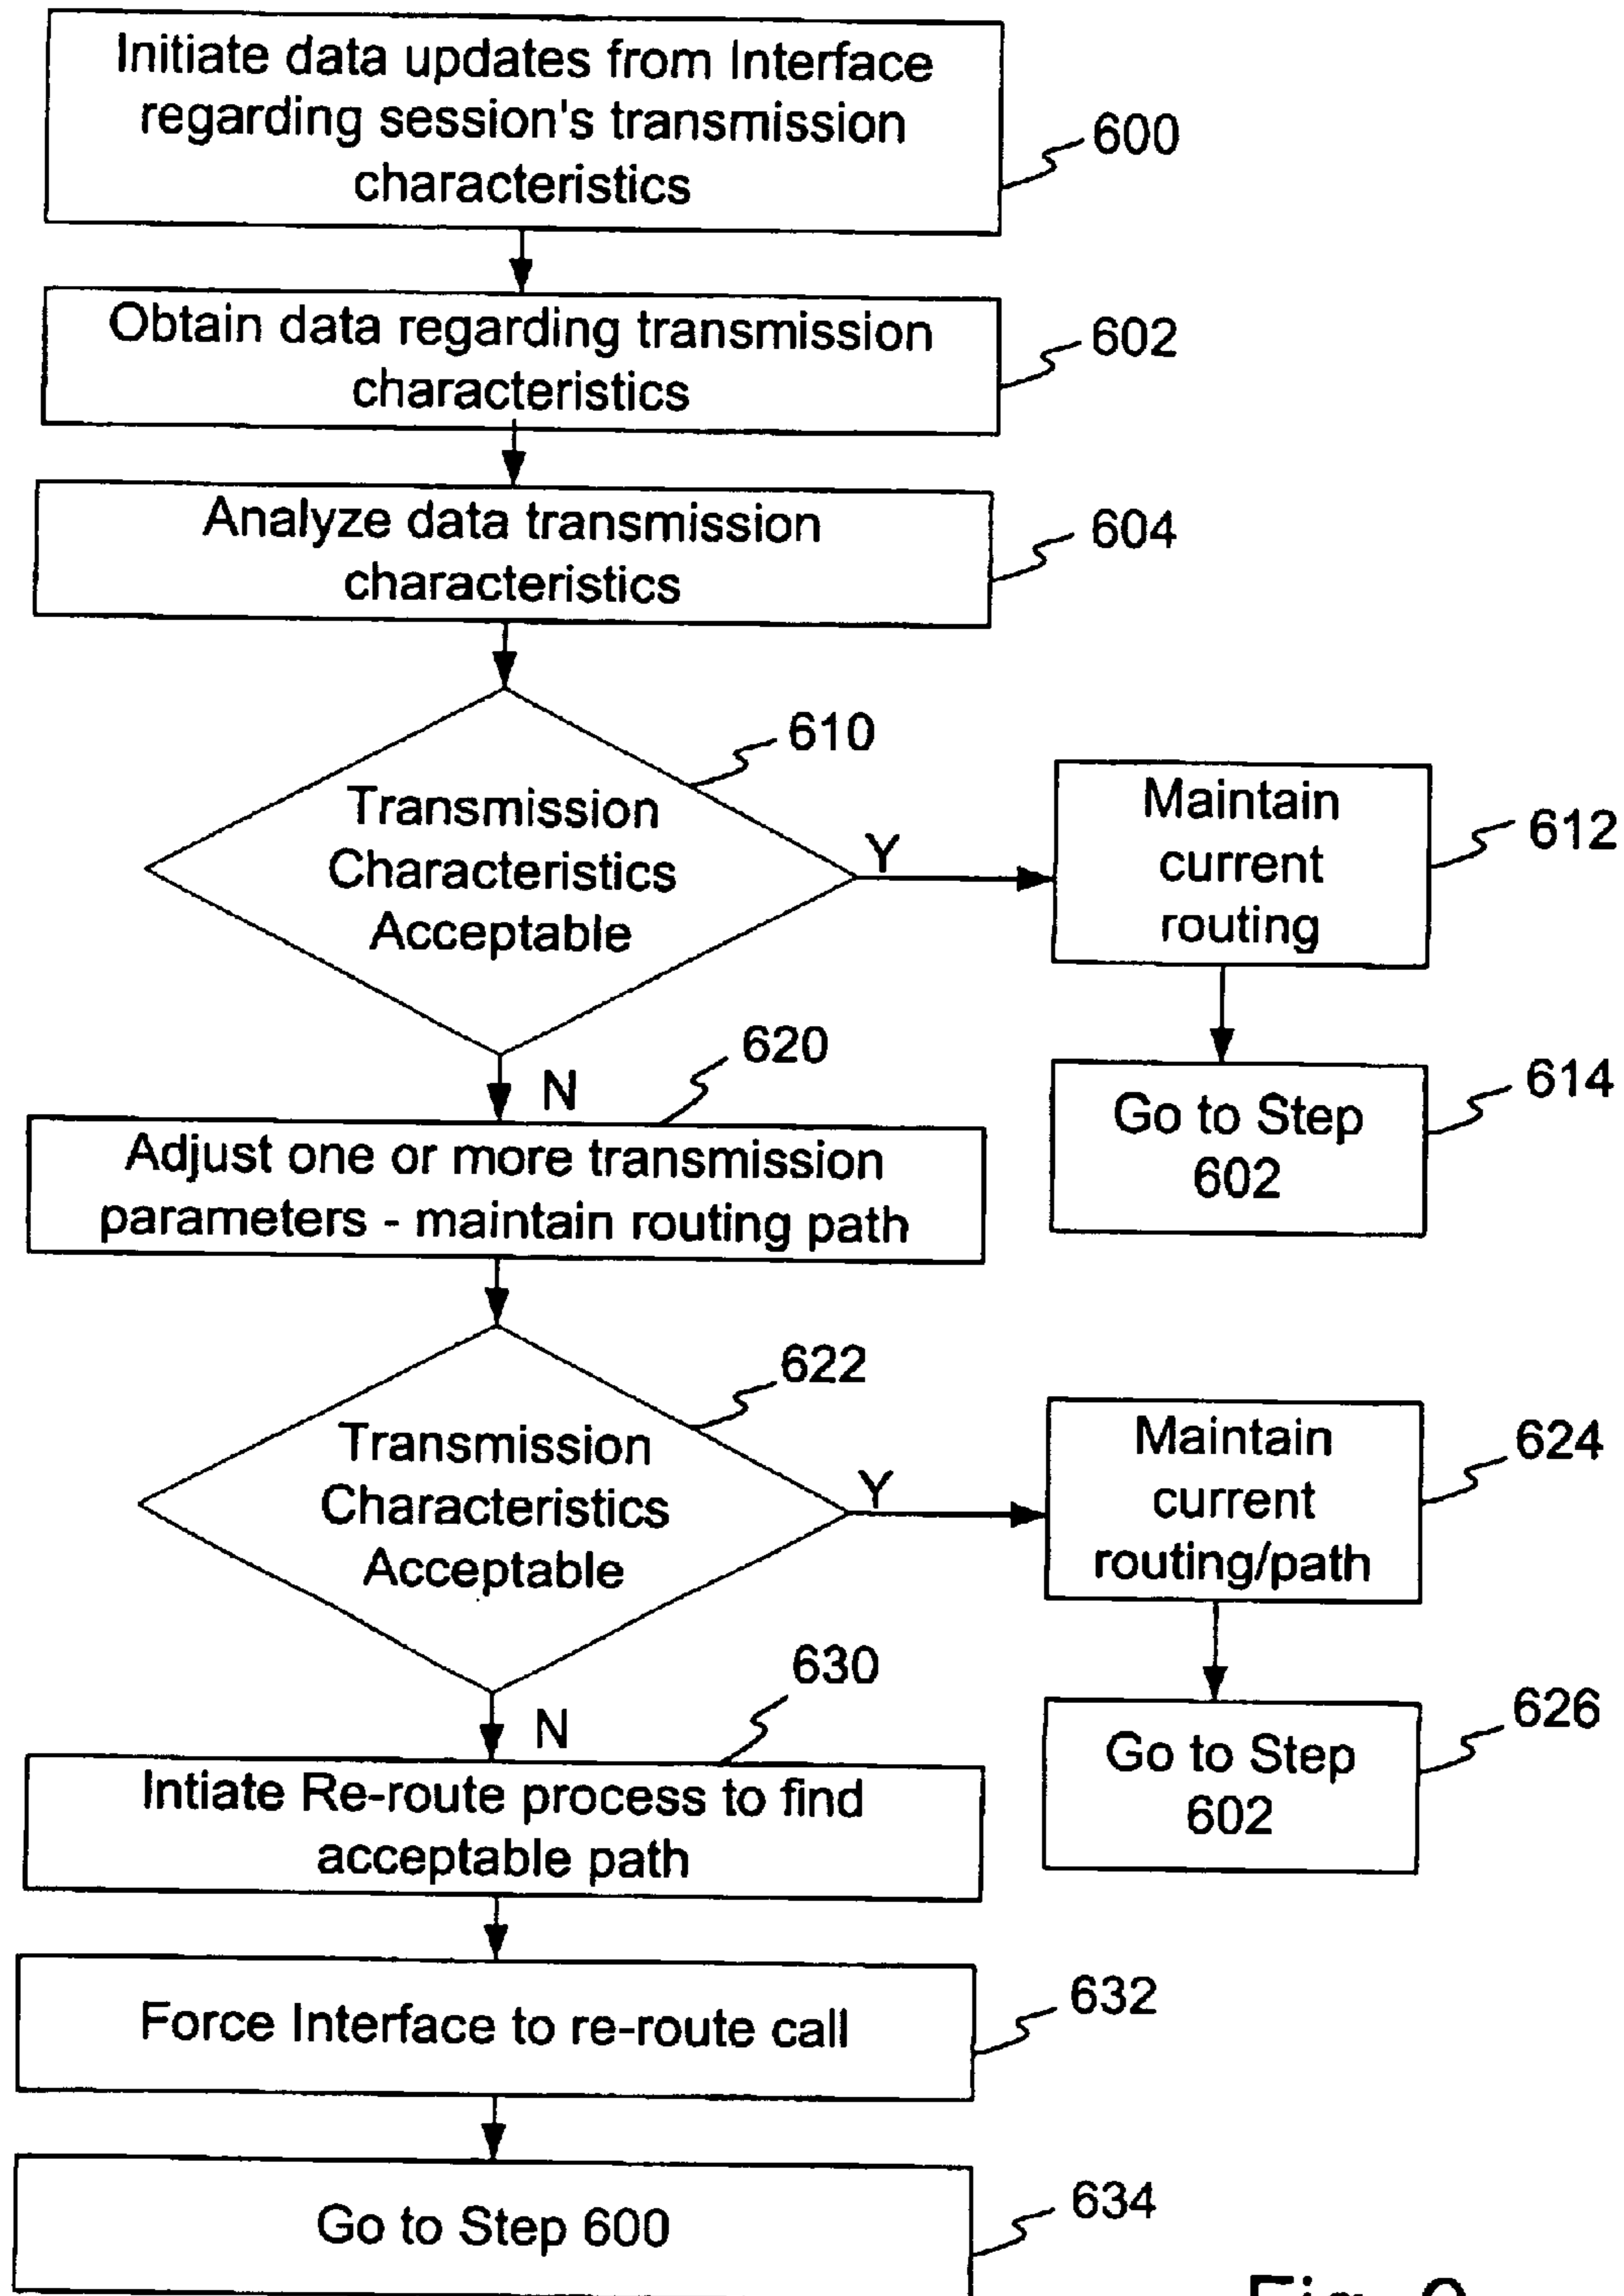 Initiate data updates from Interface
regarding session's transmission
characteristics
600
Obtain data regarding transmission
characteristics
602
Analyze data transmission
characteristics
604
610
Transmission
Characteristics
Acceptable
Y
Maintain
current
routing
612
N
620
Go to Step
602
614
Adjust one or more transmission
parameters - maintain routing path
622
Transmission
Characteristics
Acceptable
Y
Maintain
current
routing/path
624
N
630
Go to Step
602
626
Intiate Re-route process to find
acceptable path
Force Interface to re-route call
632
Go to Step 600
634